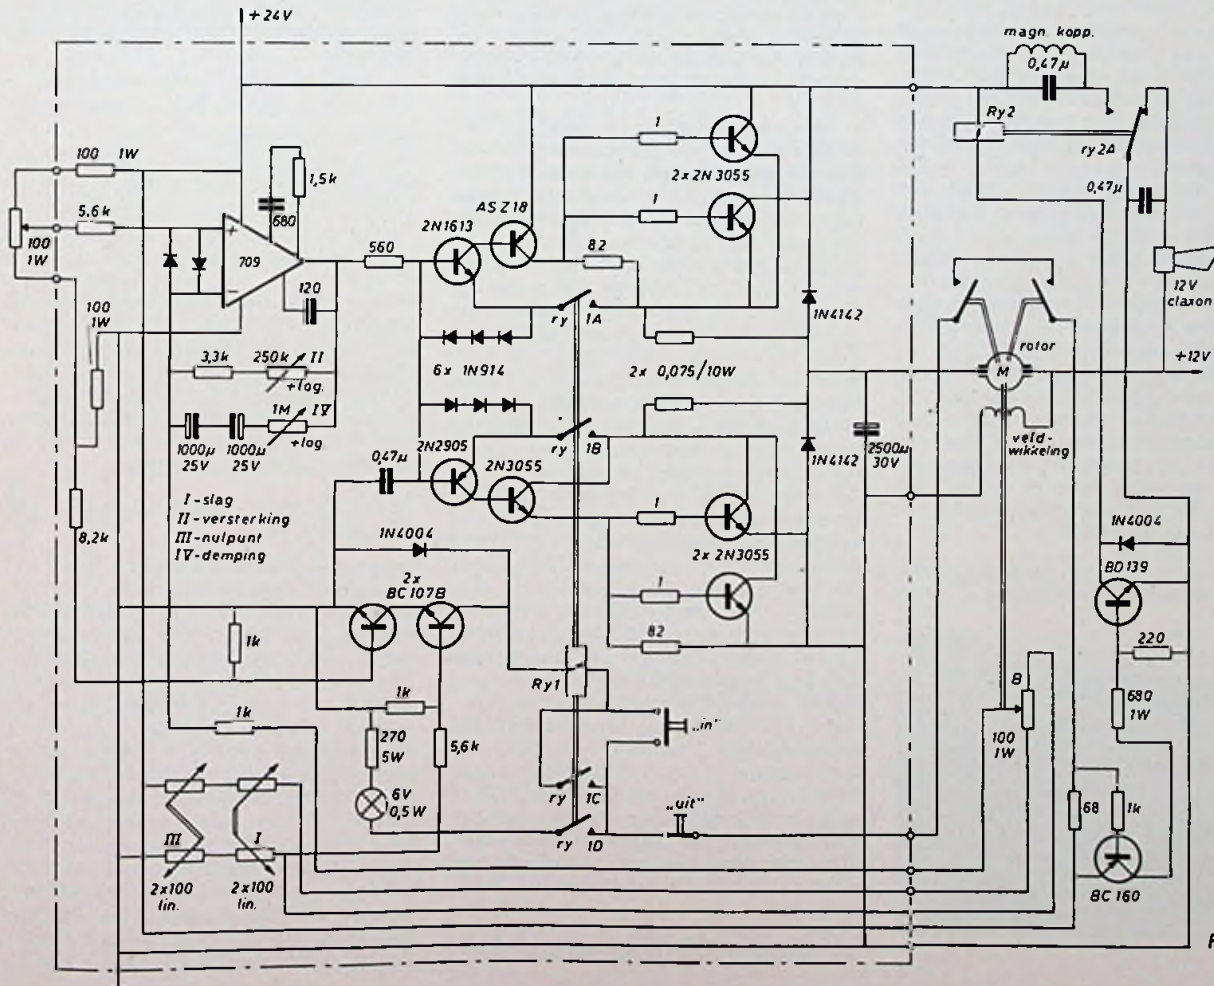 +24V
magn. kopp.
0,47µ
Ry2
ry2A
0,47µ
12V
claxon
+12V
100 1W
5,6k
100
1W
100
1W
8,2k
1,5k
680
709
+
−
120
560
2N1613
ASZ18
1
1
2x2N3055
82
ry 1A
3,3k
250k II
+log.
1M IV
+log.
1000µ
25V
1000µ
25V
6x 1N914
2x 0,075/10W
1N4142
1N4142
2500µ
30V
rotor
M
veld-
wikkeling
ry 1B
2N2905
2N3055
0,47µ
I-slag
II-versterking
III-nulpunt
IV-demping
1N4004
2x
BC107B
1
2x 2N3055
1
82
1k
1k
1k
270
5W
5,6k
6V
0,5W
Ry1
„in"
ry 1C
„uit"
ry 1D
III
I
2x100
lin.
2x100
lin.
1N4004
BD139
220
680
1W
B
100
1W
68
1k
BC160
F